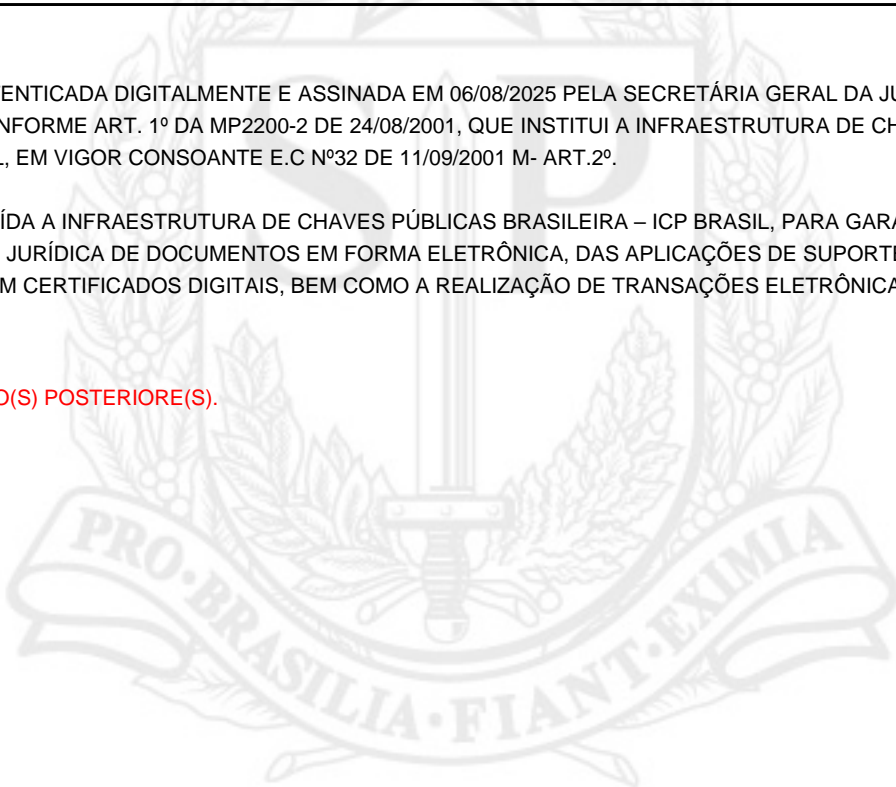 SP
ENTICADA DIGITALMENTE E ASSINADA EM 06/08/2025 PELA SECRETÁRIA GERAL DA JU
NFORME ART. 1º DA MP2200-2 DE 24/08/2001, QUE INSTITUI A INFRAESTRUTURA DE CH
L, EM VIGOR CONSOANTE E.C Nº32 DE 11/09/2001 M- ART.2º.
ÍDA A INFRAESTRUTURA DE CHAVES PÚBLICAS BRASILEIRA – ICP BRASIL, PARA GARA
JURÍDICA DE DOCUMENTOS EM FORMA ELETRÔNICA, DAS APLICAÇÕES DE SUPORTE
M CERTIFICADOS DIGITAIS, BEM COMO A REALIZAÇÃO DE TRANSAÇÕES ELETRÔNICA
O(S) POSTERIORE(S).
PRO·BRASILIA·FIANT·EXIMIA